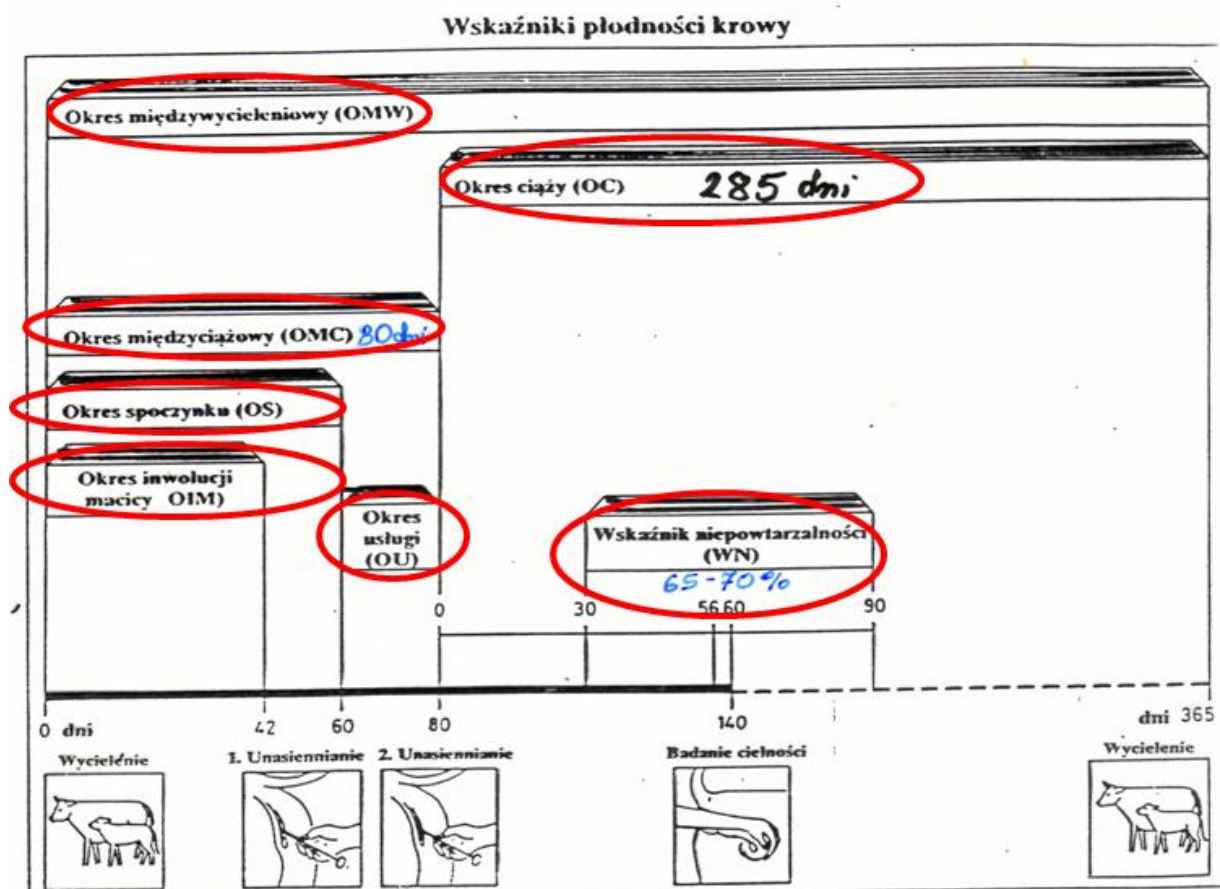 Wskaźniki płodności krowy
Okres międzywycieleniowy (OMW)
Okres ciąży (OC) 285 dni
Okres międzyciążowy (OMC) 80 dni
Okres spoczynku (OS)
Okres inwolucji
macicy OIM)
Okres
usługi
(OU)
Wskaźnik niepowtarzalności
(WN)
65-70%
0 30 56 60 90
0 dni 42 60 80 140 dni 365
Wycielenie 1. Unasiennianie 2. Unasiennianie Badanie cielności Wycielenie